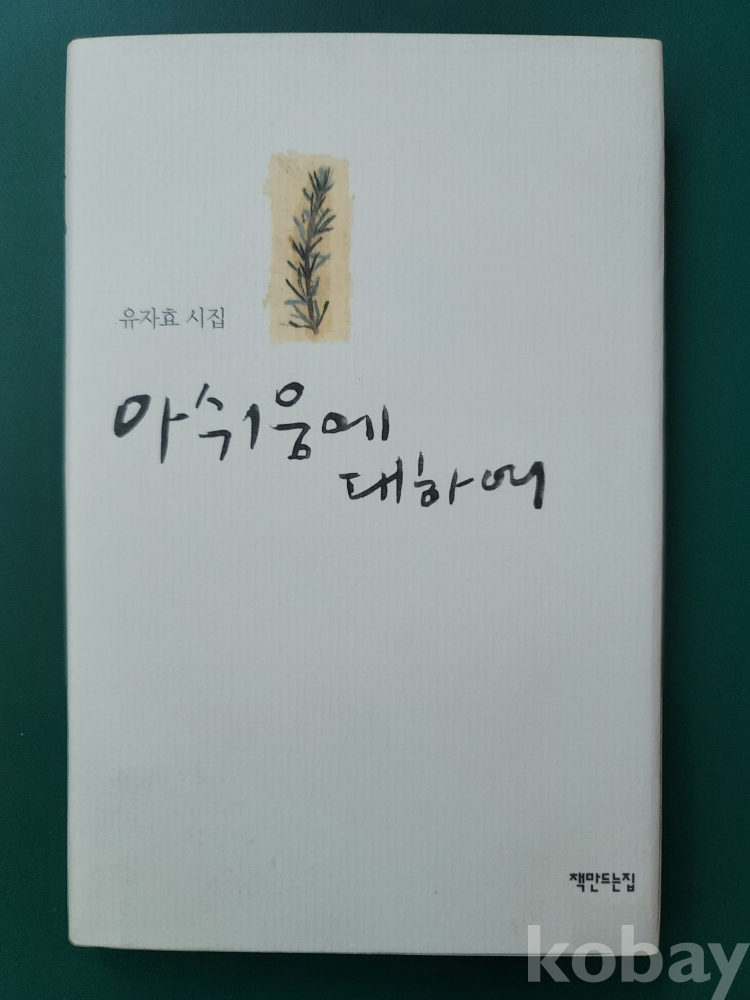 유자효 시집
아쉬움에
대하여
책만드는집
kobay